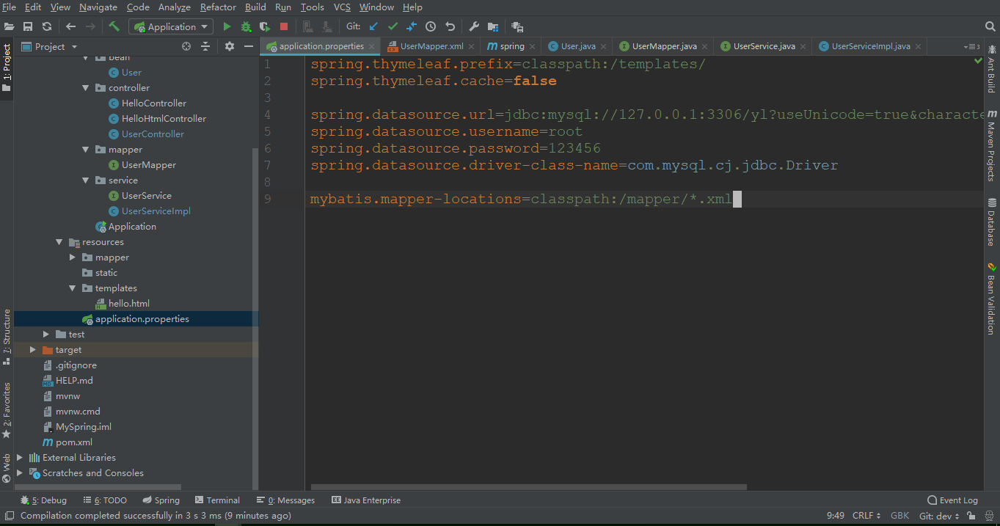 File Edit View Navigate Code Analyze Refactor Build Run Tools VCS Window Help
Application Git:
Project
application.properties UserMapper.xml spring User.java UserMapper.java UserService.java UserServiceImpl.java 3
1: Project
7: Structure
2: Favorites
Web
bean
User
controller
HelloController
HelloHtmlController
UserController
mapper
UserMapper
service
UserService
UserServiceImpl
Application
resources
mapper
static
templates
hello.html
application.properties
test
target
.gitignore
HELP.md
mvnw
mvnw.cmd
MySpring.iml
pom.xml
External Libraries
Scratches and Consoles
1 spring.thymeleaf.prefix=classpath:/templates/
2 spring.thymeleaf.cache=false
3
4 spring.datasource.url=jdbc:mysql://127.0.0.1:3306/yl?useUnicode=true&characte
5 spring.datasource.username=root
6 spring.datasource.password=123456
7 spring.datasource.driver-class-name=com.mysql.cj.jdbc.Driver
8
9 mybatis.mapper-locations=classpath:/mapper/*.xml
Ant Build
Maven Projects
Database
Bean Validation
5: Debug 6: TODO Spring Terminal 0: Messages Java Enterprise Event Log
Compilation completed successfully in 3 s 3 ms (9 minutes ago) 9:49 CRLF GBK Git: dev